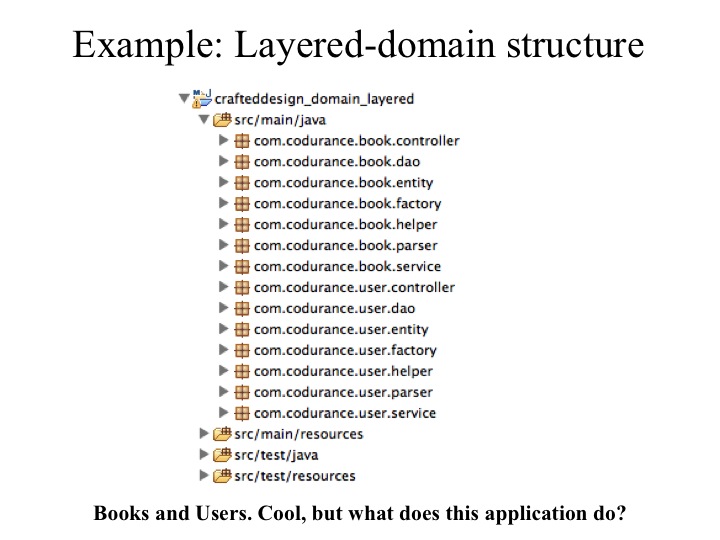 Example: Layered-domain structure
crafteddesign_domain_layered
src/main/java
com.codurance.book.controller
com.codurance.book.dao
com.codurance.book.entity
com.codurance.book.factory
com.codurance.book.helper
com.codurance.book.parser
com.codurance.book.service
com.codurance.user.controller
com.codurance.user.dao
com.codurance.user.entity
com.codurance.user.factory
com.codurance.user.helper
com.codurance.user.parser
com.codurance.user.service
src/main/resources
src/test/java
src/test/resources
Books and Users. Cool, but what does this application do?